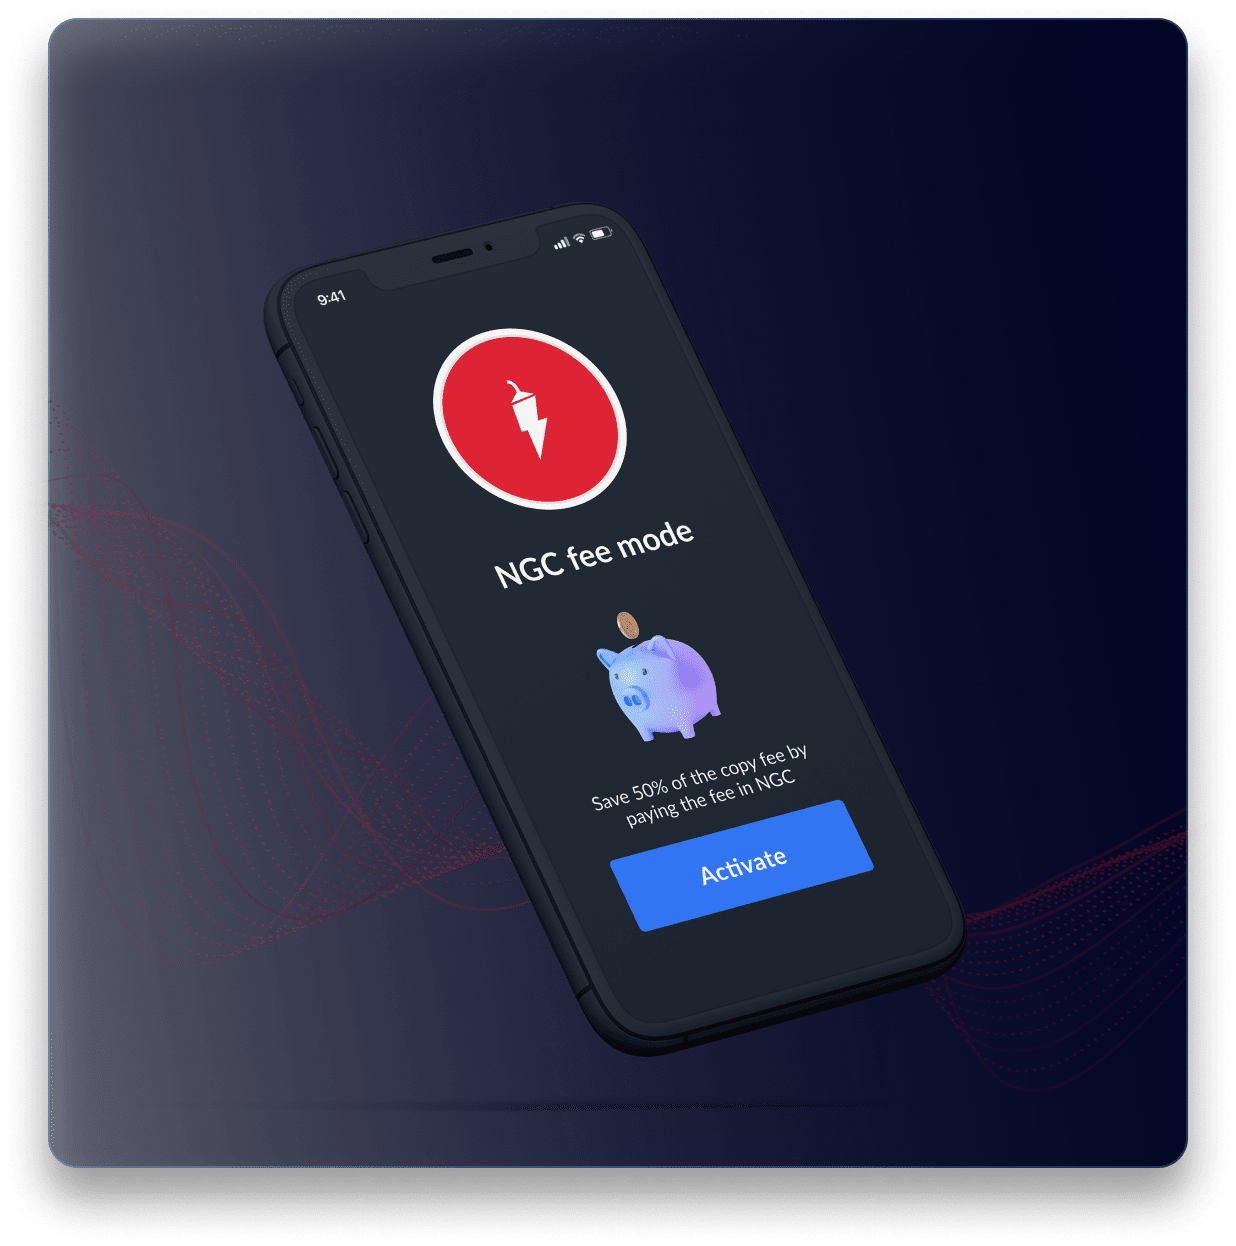 9:41
NGC fee mode
Save 50% of the copy fee by
paying the fee in NGC
Activate